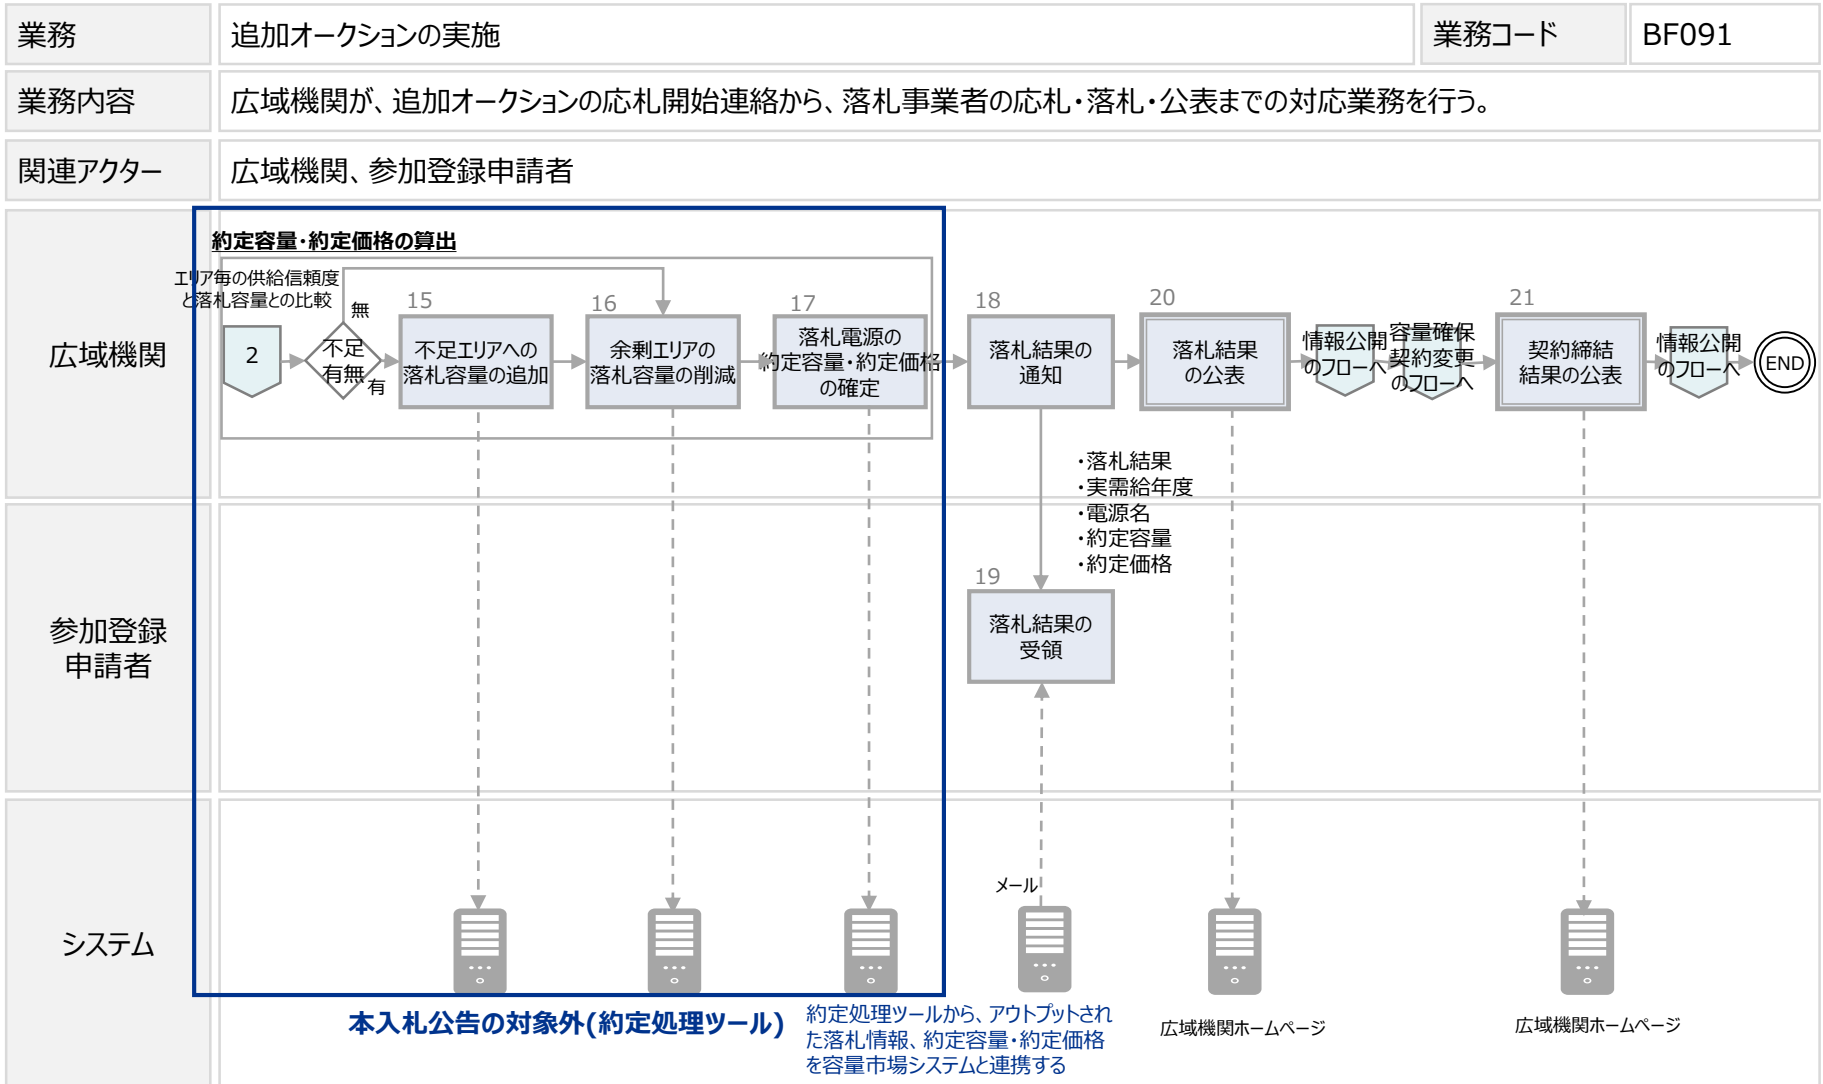 業務
追加オークションの実施
業務コード
BF091
業務内容
広域機関が、追加オークションの応札開始連絡から、落札事業者の応札・落札・公表までの対応業務を行う。
関連アクター
広域機関、参加登録申請者
広域機関
約定容量・約定価格の算出
エリア毎の供給信頼度
と落札容量との比較
2
不足
有無
無
有
15
不足エリアへの
落札容量の追加
16
余剰エリアの
落札容量の削減
17
落札電源の
約定容量・約定価格
の確定
18
落札結果の
通知
20
落札結果
の公表
情報公開
のフローへ
容量確保
契約変更
のフローへ
21
契約締結
結果の公表
情報公開
のフローへ
END
・落札結果
・実需給年度
・電源名
・約定容量
・約定価格
参加登録
申請者
19
落札結果の
受領
システム
メール
本入札公告の対象外(約定処理ツール)
約定処理ツールから、アウトプットされ
た落札情報、約定容量・約定価格
を容量市場システムと連携する
広域機関ホームページ
広域機関ホームページ